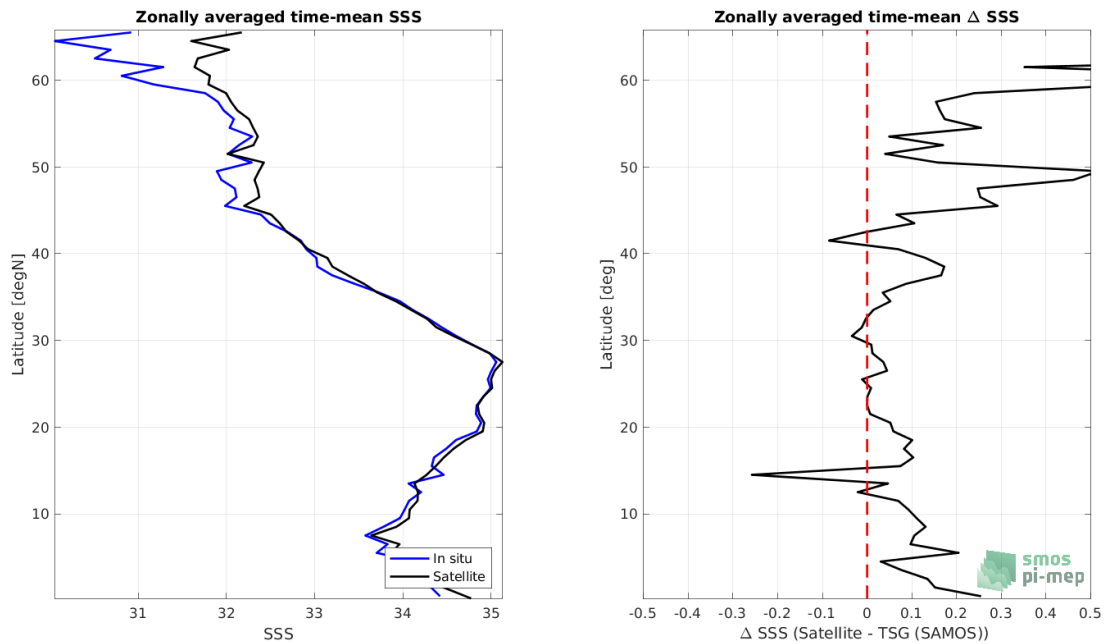 Zonally averaged time-mean SSS
60
50
40
30
20
10
Latitude [degN]
31
32
33
34
35
SSS
In situ
Satellite
Zonally averaged time-mean Δ SSS
60
50
40
30
20
10
Latitude [deg]
-0.5
-0.4
-0.3
-0.2
-0.1
0
0.1
0.2
0.3
0.4
0.5
Δ SSS (Satellite - TSG (SAMOS))
smos
pi-mep